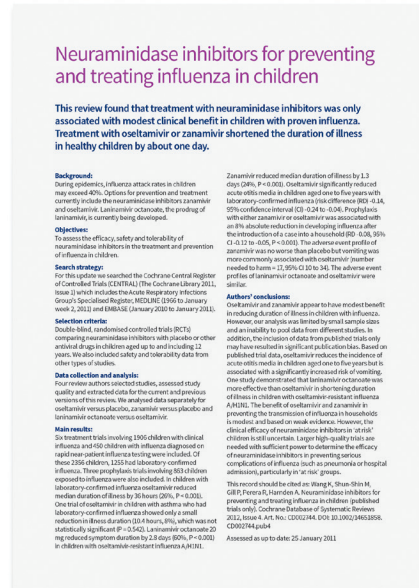 Neuraminidase inhibitors for preventing
and treating influenza in children
This review found that treatment with neuraminidase inhibitors was only
associated with modest clinical benefit in children with proven influenza.
Treatment with oseltamivir or zanamivir shortened the duration of illness
in healthy children by about one day.
Background:
During epidemics, influenza attack rates in children
may exceed 40%. Options for prevention and treatment
currently include the neuraminidase inhibitors zanamivir
and oseltamivir. Laninamivir octanoate, the prodrug of
laninamivir, is currently being developed.
Objectives:
To assess the efficacy, safety and tolerability of
neuraminidase inhibitors in the treatment and prevention
of influenza in children.
Search strategy:
For this update we searched the Cochrane Central Register
of Controlled Trials (CENTRAL) (The Cochrane Library 2011,
Issue 1) which includes the Acute Respiratory Infections
Group's Specialised Register, MEDLINE (1966 to January
week 2, 2011) and EMBASE (January 2010 to January 2011).
Selection criteria:
Double-blind, randomised controlled trials (RCTs)
comparing neuraminidase inhibitors with placebo or other
antiviral drugs in children aged up to and including 12
years. We also included safety and tolerability data from
other types of studies.
Data collection and analysis:
Four review authors selected studies, assessed study
quality and extracted data for the current and previous
versions of this review. We analysed data separately for
oseltamivir versus placebo, zanamivir versus placebo and
laninamivir octanoate versus oseltamivir.
Main results:
Six treatment trials involving 1906 children with clinical
influenza and 450 children with influenza diagnosed on
rapid near-patient influenza testing were included. Of
these 2356 children, 1255 had laboratory-confirmed
influenza. Three prophylaxis trials involving 863 children
exposed to influenza were also included. In children with
laboratory-confirmed influenza oseltamivir reduced
median duration of illness by 36 hours (26%, P < 0.001).
One trial of oseltamivir in children with asthma who had
laboratory-confirmed influenza showed only a small
reduction in illness duration (10.4 hours, 8%), which was not
statistically significant (P = 0.542). Laninamivir octanoate 20
mg reduced symptom duration by 2.8 days (60%, P < 0.001)
in children with oseltamivir-resistant influenza A/H1N1.
Zanamivir reduced median duration of illness by 1.3
days (24%, P < 0.001). Oseltamivir significantly reduced
acute otitis media in children aged one to five years with
laboratory-confirmed influenza (risk difference (RD) -0.14,
95% confidence interval (CI) -0.24 to -0.04). Prophylaxis
with either zanamivir or oseltamivir was associated with
an 8% absolute reduction in developing influenza after
the introduction of a case into a household (RD -0.08, 95%
CI -0.12 to -0.05, P < 0.001). The adverse event profile of
zanamivir was no worse than placebo but vomiting was
more commonly associated with oseltamivir (number
needed to harm = 17, 95% CI 10 to 34). The adverse event
profiles of laninamivir octanoate and oseltamivir were
similar.
Authors' conclusions:
Oseltamivir and zanamivir appear to have modest benefit
in reducing duration of illness in children with influenza.
However, our analysis was limited by small sample sizes
and an inability to pool data from different studies. In
addition, the inclusion of data from published trials only
may have resulted in significant publication bias. Based on
published trial data, oseltamivir reduces the incidence of
acute otitis media in children aged one to five years but is
associated with a significantly increased risk of vomiting.
One study demonstrated that laninamivir octanoate was
more effective than oseltamivir in shortening duration
of illness in children with oseltamivir-resistant influenza
A/H1N1. The benefit of oseltamivir and zanamivir in
preventing the transmission of influenza in households
is modest and based on weak evidence. However, the
clinical efficacy of neuraminidase inhibitors in 'at risk'
children is still uncertain. Larger high-quality trials are
needed with sufficient power to determine the efficacy
of neuraminidase inhibitors in preventing serious
complications of influenza (such as pneumonia or hospital
admission), particularly in 'at risk' groups.
This record should be cited as: Wang K, Shun-Shin M,
Gill P, Perera R, Harnden A. Neuraminidase inhibitors for
preventing and treating influenza in children (published
trials only). Cochrane Database of Systematic Reviews
2012, Issue 4. Art. No.: CD002744. DOI: 10.1002/14651858.
CD002744.pub4
Assessed as up to date: 25 January 2011